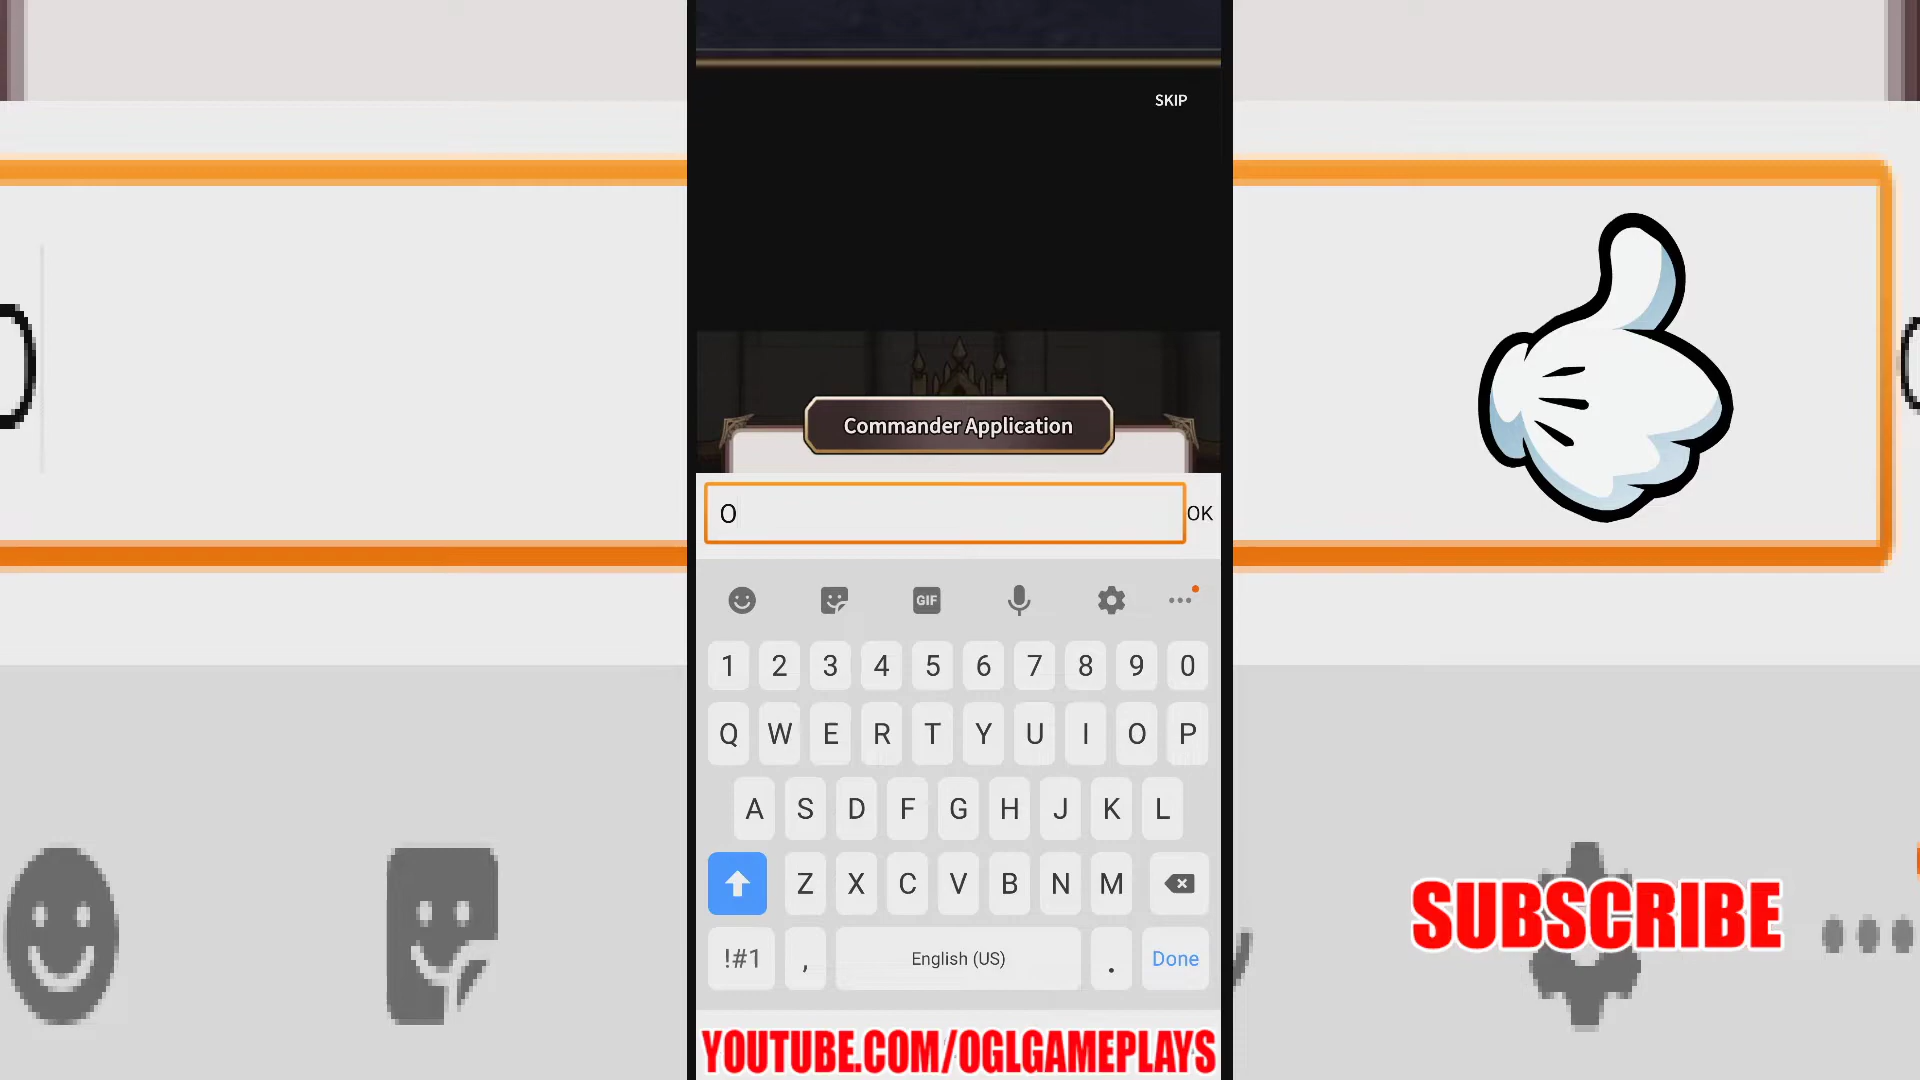 SKIP
Commander Application
O
OK
GIF
1 2 3 4 5 6 7 8 9 0
Q W E R T Y U I O P
A S D F G H J K L
Z X C V B N M
!#1 , English (US) . Done
SUBSCRIBE
YOUTUBE.COM/OGLGAMEPLAYS